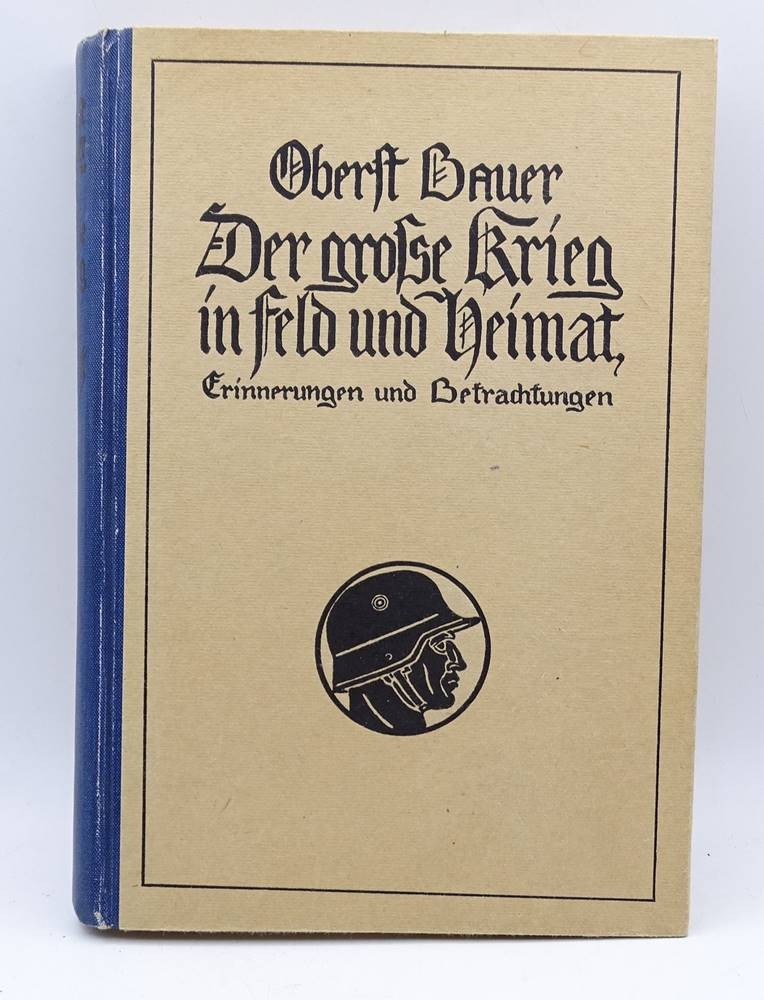 Oberst Bauer
Der grosse Krieg
in Feld und Heimat,
Erinnerungen und Betrachtungen